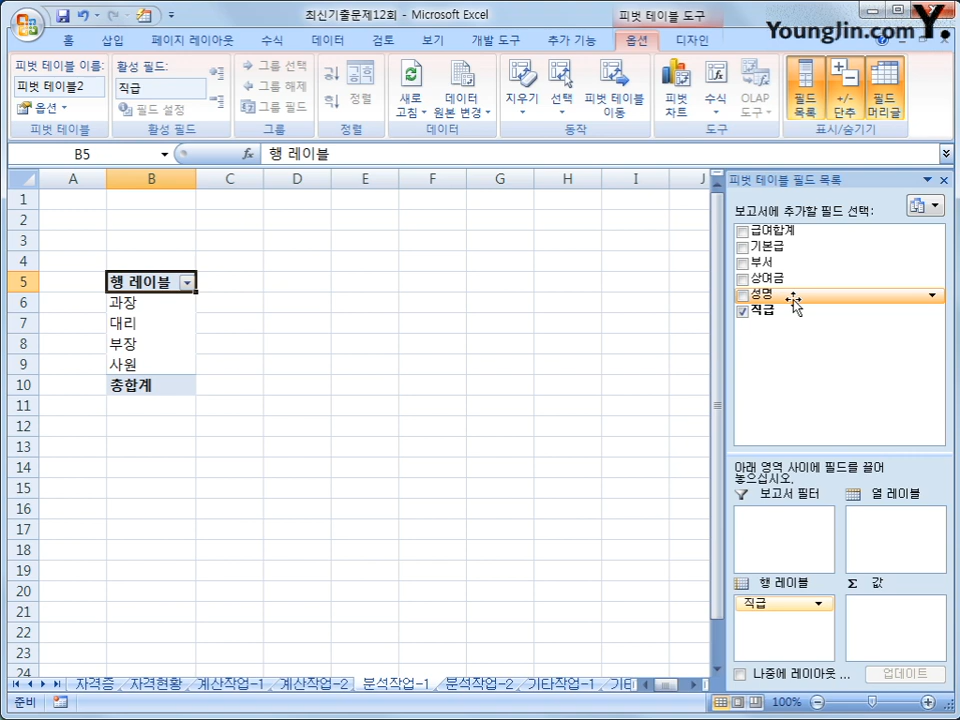 최신기출문제12회 - Microsoft Excel
피벗 테이블 도구
YoungJin.com Y.
홈 삽입 페이지 레이아웃 수식 데이터 검토 보기 개발 도구 추가 기능 옵션 디자인
피벗 테이블 이름:
피벗 테이블2
옵션
피벗 테이블
활성 필드:
직급
필드 설정
활성 필드
그룹 선택
그룹 해제
그룹 필드
그룹
정렬
정렬
새로 고침
데이터 원본 변경
데이터
지우기
선택
피벗 테이블 이동
동작
피벗 차트
수식
OLAP 도구
도구
필드 목록
+/- 단추
필드 머리글
표시/숨기기
B5
fx 행 레이블
A B C D E F G H I J
1
2
3
4
5 행 레이블
6 과장
7 대리
8 부장
9 사원
10 총합계
11
12
13
14
15
16
17
18
19
20
21
22
23
24
피벗 테이블 필드 목록
보고서에 추가할 필드 선택:
급여합계
기본급
부서
상여금
성명
직급
아래 영역 사이에 필드를 끌어
놓으십시오.
보고서 필터 열 레이블
행 레이블 Σ 값
직급
나중에 레이아웃 ... 업데이트
자격증 자격현황 계산작업-1 계산작업-2 분석작업-1 분석작업-2 기타작업-1
준비 100%